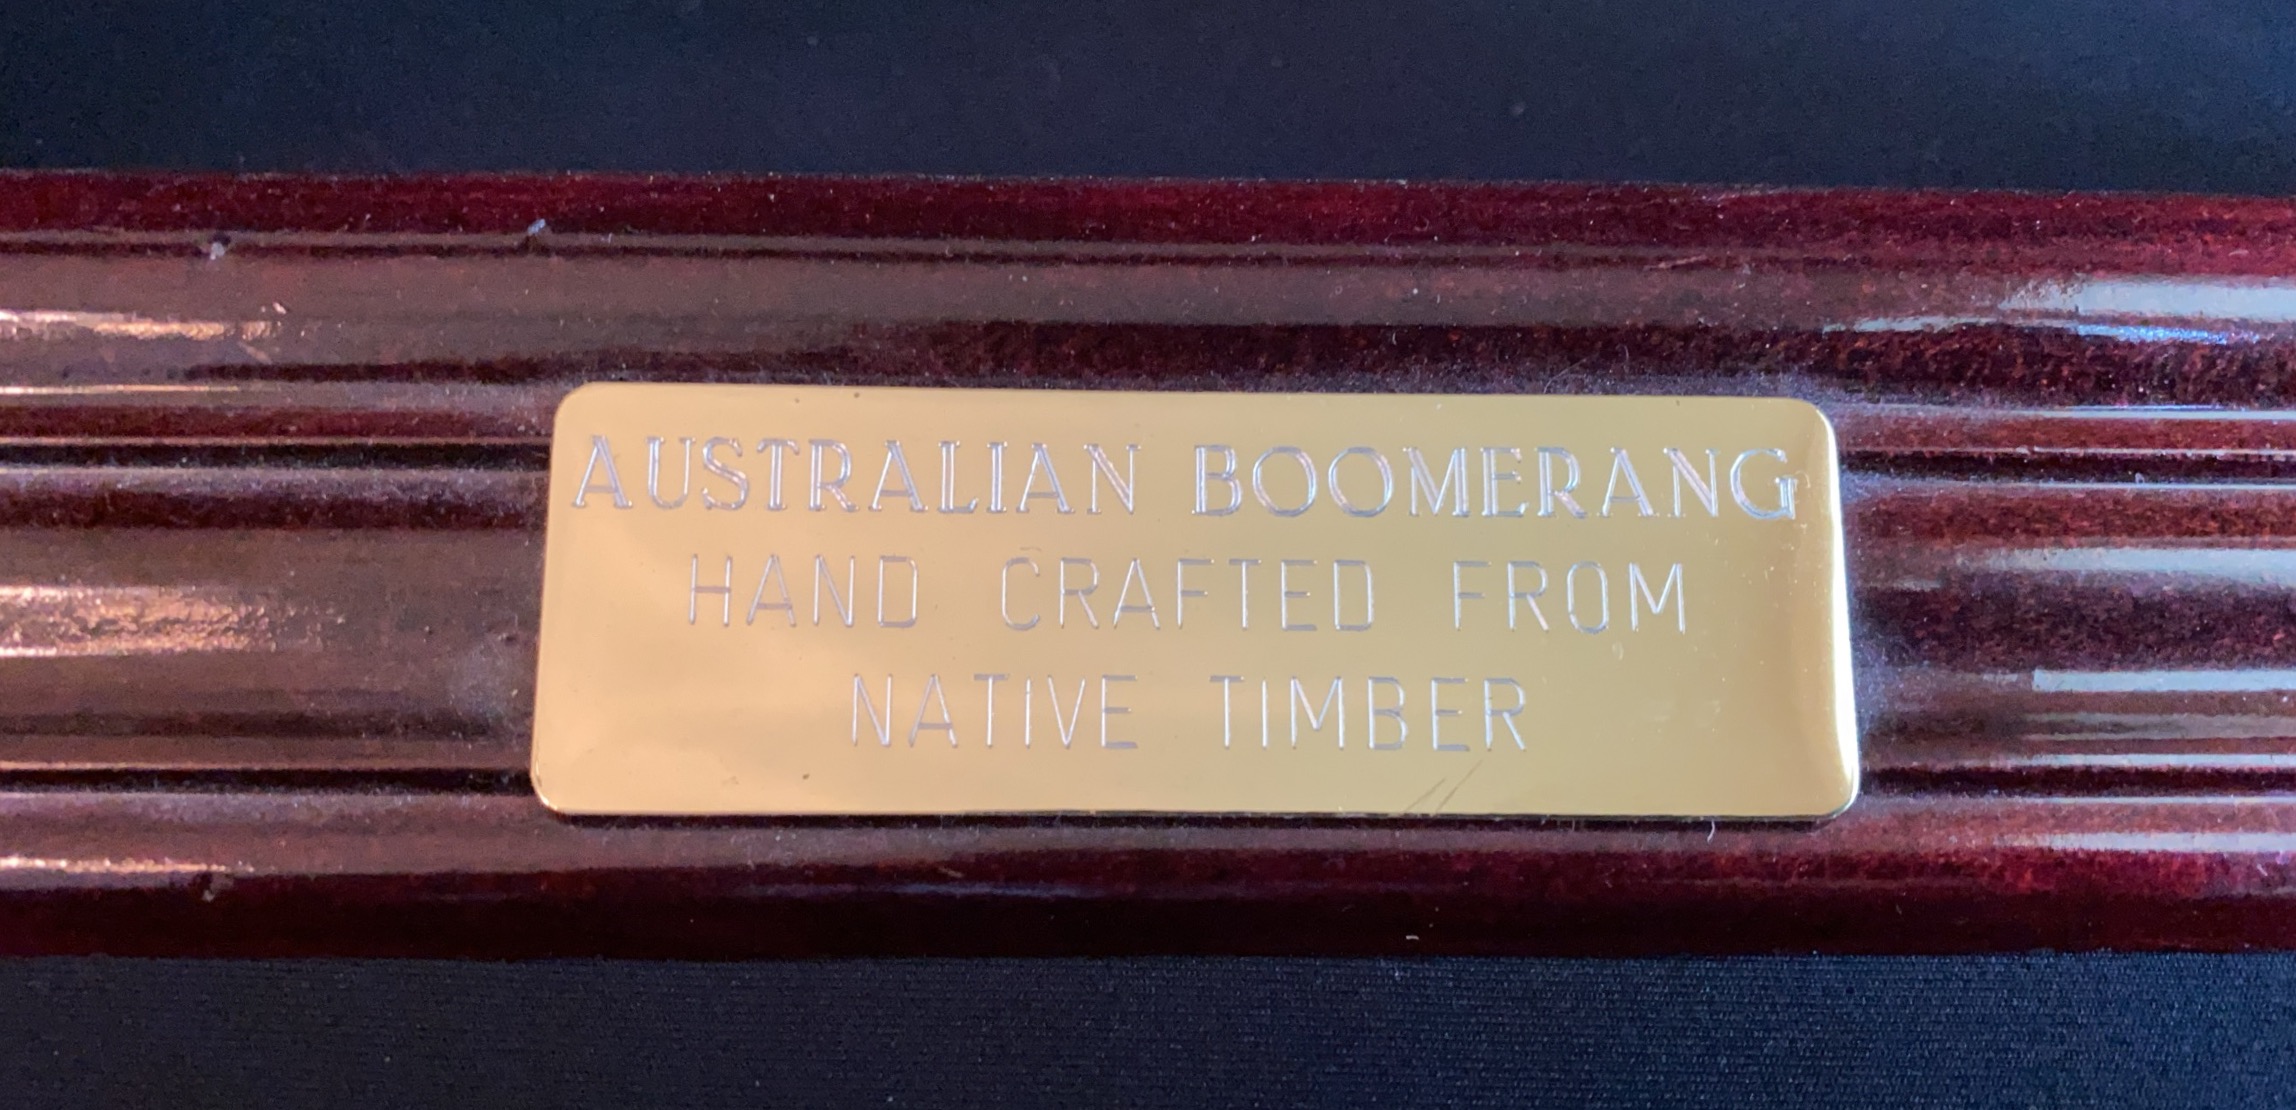 AUSTRALIAN BOOMERANG
HAND CRAFTED FROM
NATIVE TIMBER